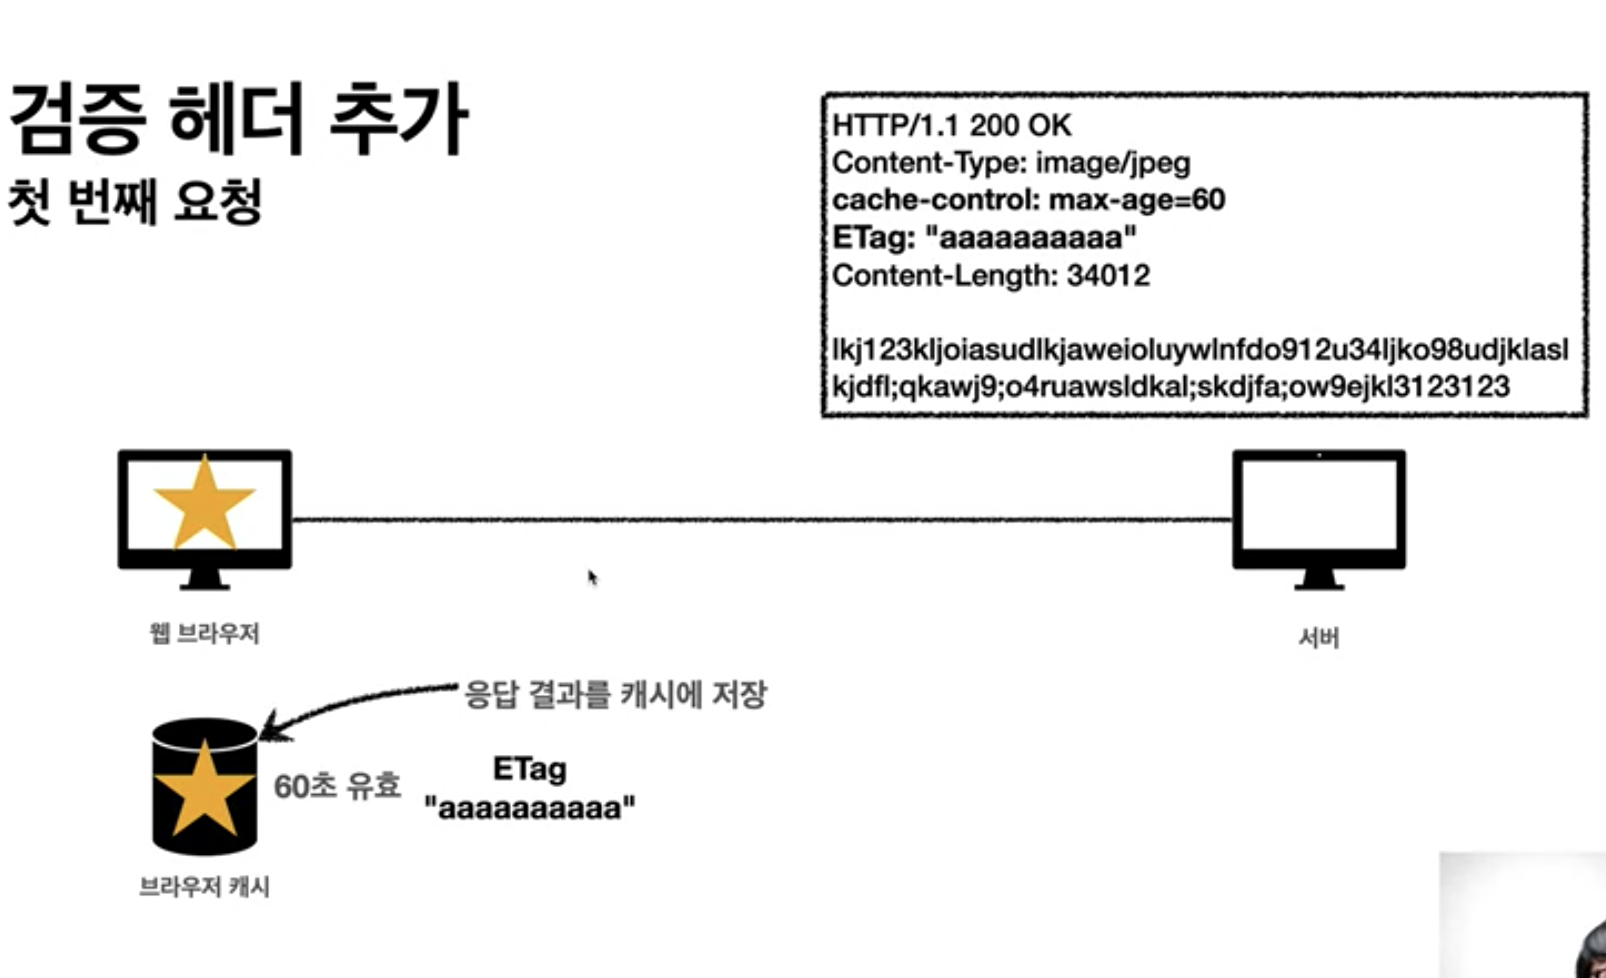 검증 헤더 추가
첫 번째 요청
HTTP/1.1 200 OK
Content-Type: image/jpeg
cache-control: max-age=60
ETag: "aaaaaaaaaa"
Content-Length: 34012
lkj123kljoiasudlkjaweioluywlnfdo912u34ljko98udjklasl
kjdfl;qkawj9;o4ruawsldkal;skdjfa;ow9ejkl3123123
웹 브라우저
서버
응답 결과를 캐시에 저장
60초 유효
ETag
"aaaaaaaaaa"
브라우저 캐시